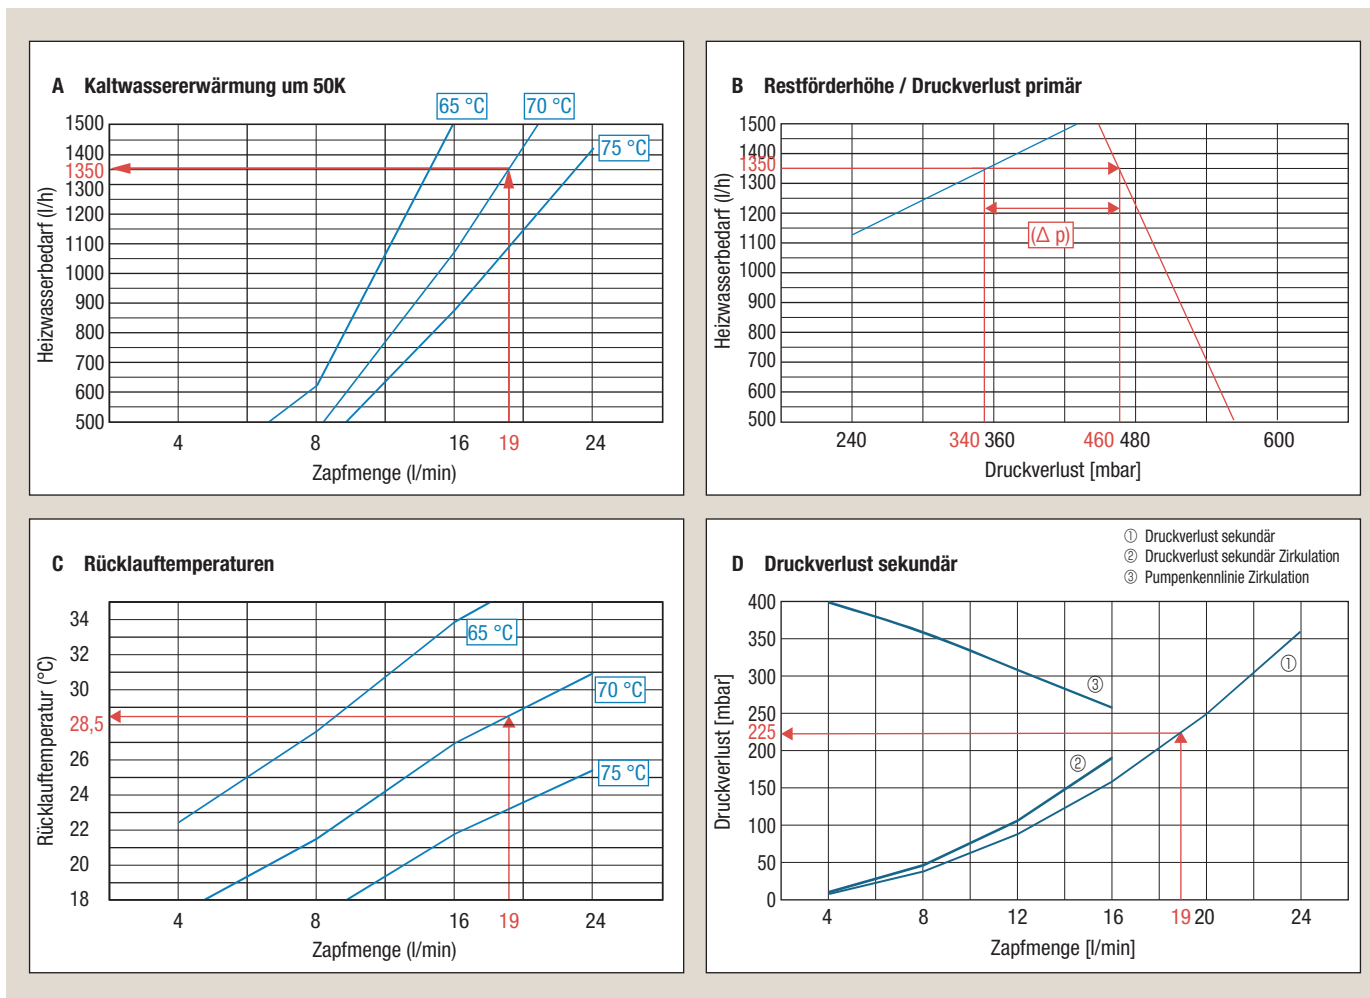 A Kaltwassererwärmung um 50K
65 °C
70 °C
75 °C
Heizwasserbedarf (l/h)
1500
1400
1350
1300
1200
1100
1000
900
800
700
600
500
4 8 16 19 24
Zapfmenge (l/min)
B Restförderhöhe / Druckverlust primär
Heizwasserbedarf (l/h)
1500
1400
1350
1300
1200
1100
1000
900
800
700
600
500
(Δ p)
240 340 360 460 480 600
Druckverlust [mbar]
C Rücklauftemperaturen
Rücklauftemperatur (°C)
34
32
30
28,5
26
24
22
20
18
65 °C
70 °C
75 °C
4 8 16 19 24
Zapfmenge (l/min)
① Druckverlust sekundär
② Druckverlust sekundär Zirkulation
③ Pumpenkennlinie Zirkulation
D Druckverlust sekundär
Druckverlust [mbar]
400
350
300
250
225
200
150
100
50
0
①
③
②
4 8 12 16 19 20 24
Zapfmenge [l/min]